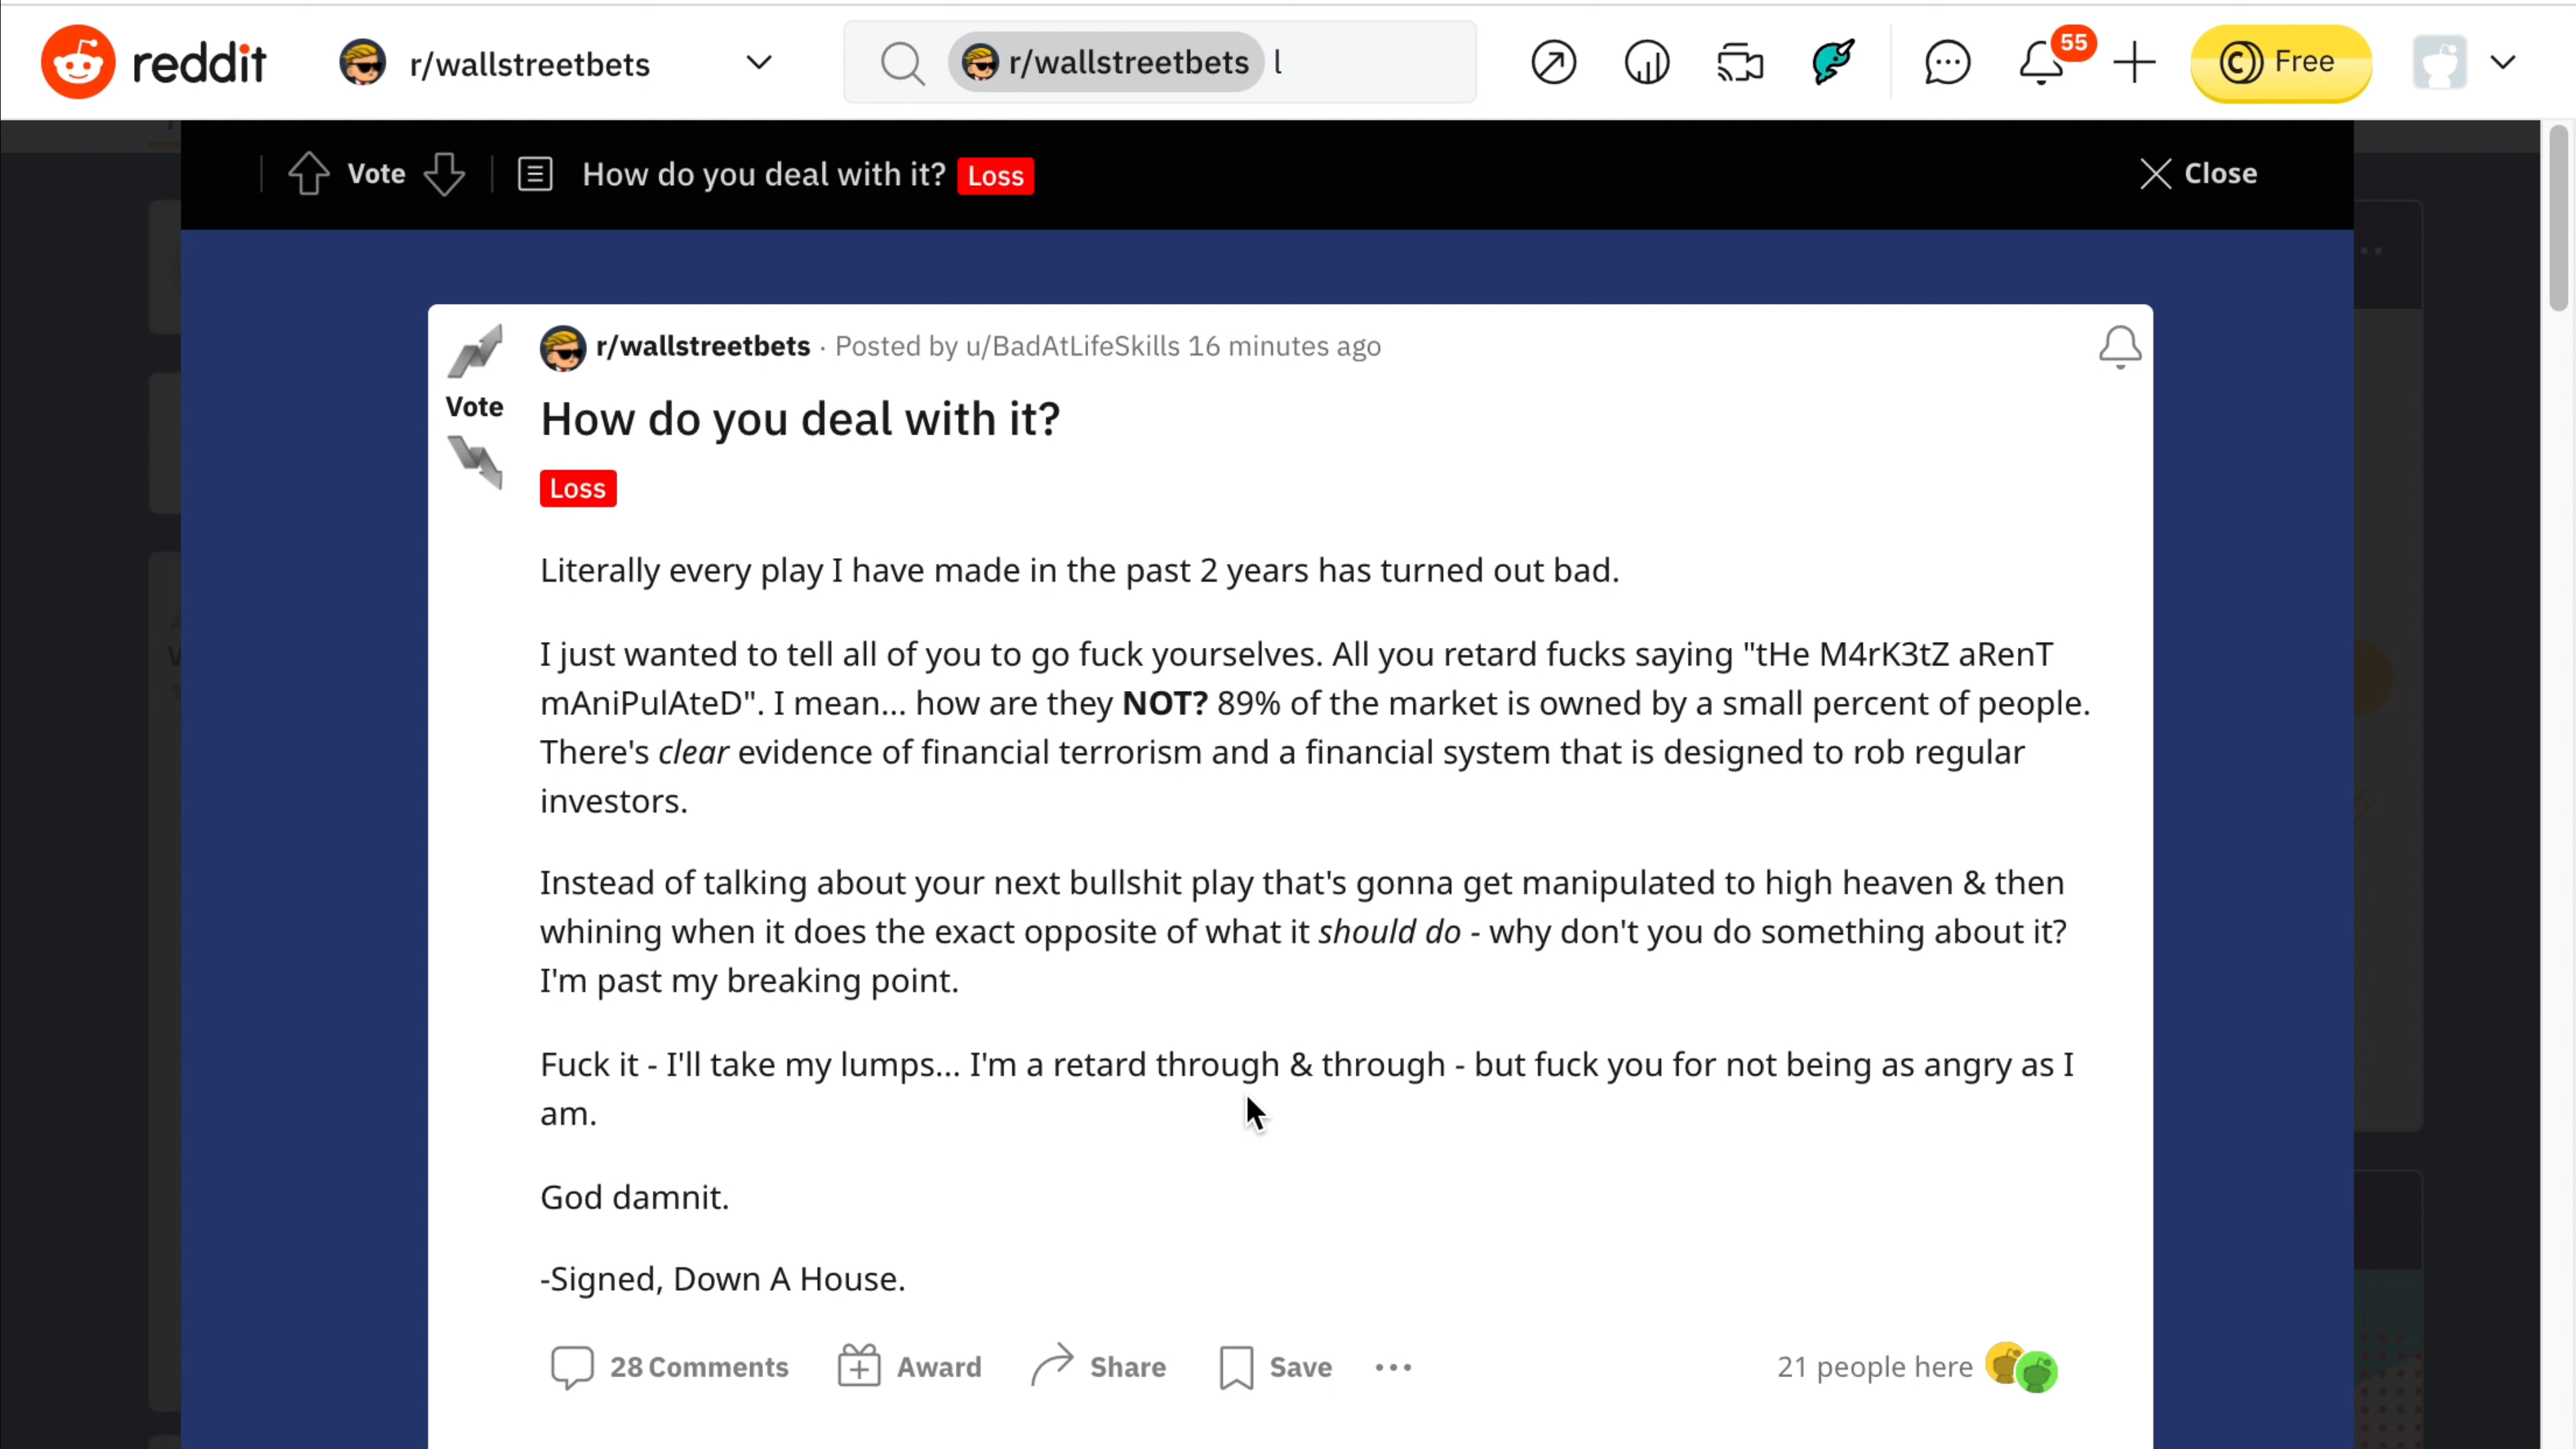 reddit
r/wallstreetbets
r/wallstreetbets l
55
Free
Vote
How do you deal with it? Loss
Close
r/wallstreetbets · Posted by u/BadAtLifeSkills 16 minutes ago
Vote
How do you deal with it?
Loss
Literally every play I have made in the past 2 years has turned out bad.
I just wanted to tell all of you to go fuck yourselves. All you retard fucks saying "tHe M4rK3tZ aRenT
mAniPulAteD". I mean... how are they NOT? 89% of the market is owned by a small percent of people.
There's clear evidence of financial terrorism and a financial system that is designed to rob regular
investors.
Instead of talking about your next bullshit play that's gonna get manipulated to high heaven & then
whining when it does the exact opposite of what it should do - why don't you do something about it?
I'm past my breaking point.
Fuck it - I'll take my lumps... I'm a retard through & through - but fuck you for not being as angry as I
am.
God damnit.
-Signed, Down A House.
28 Comments
Award
Share
Save
21 people here